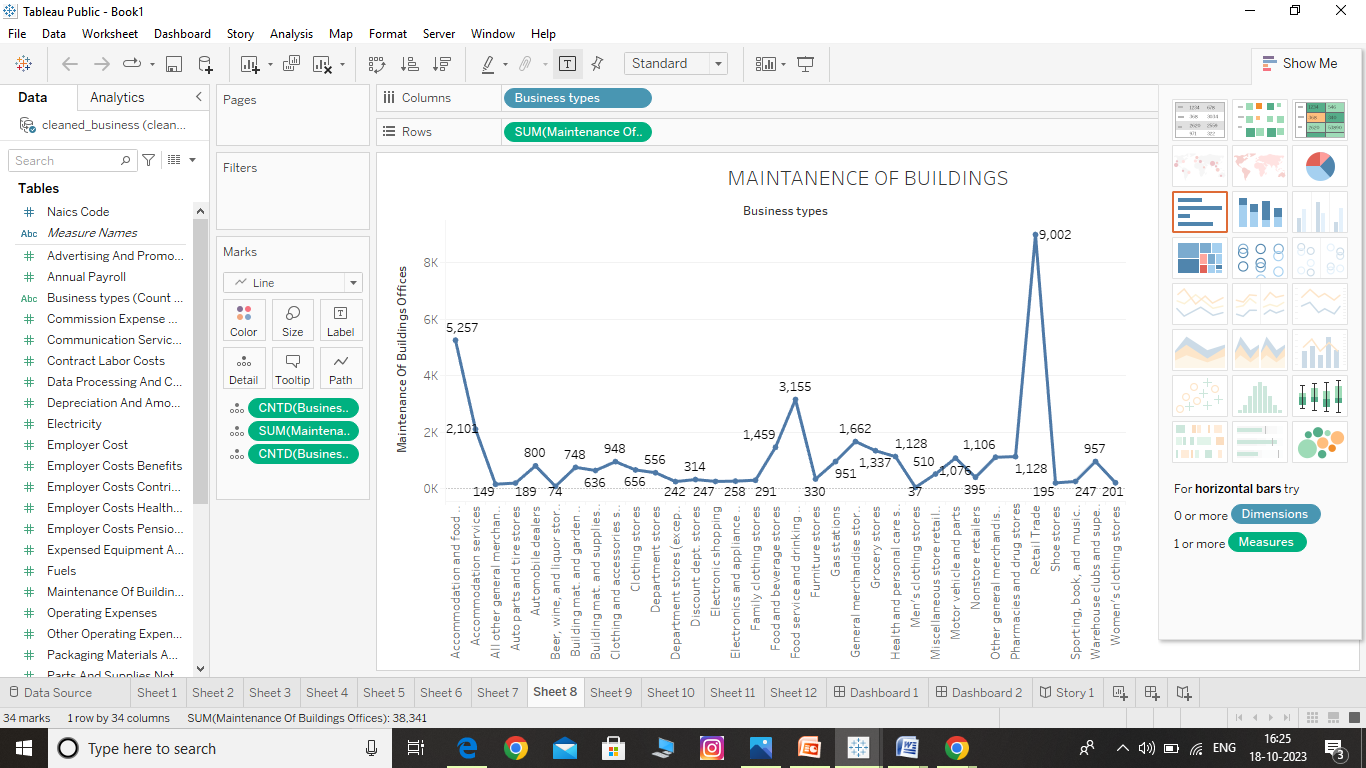 Tableau Public - Book1
File Data Worksheet Dashboard Story Analysis Map Format Server Window Help
Standard
Show Me
Data Analytics
cleaned_business (clean...
Search
Tables
Naics Code
Abc Measure Names
Advertising And Promo...
Annual Payroll
Abc Business types (Count ...
Commission Expense ...
Communication Servic...
Contract Labor Costs
Data Processing And C...
Depreciation And Amo...
Electricity
Employer Cost
Employer Costs Benefits
Employer Costs Contri...
Employer Costs Health...
Employer Costs Pensio...
Expensed Equipment A...
Fuels
Maintenance Of Buildin...
Operating Expenses
Other Operating Expen...
Packaging Materials A...
Parts And Supplies Not
Pages
Filters
Marks
Line
Color Size Label
Detail Tooltip Path
CNTD(Busines..
SUM(Maintena..
CNTD(Busines..
Columns Business types
Rows SUM(Maintenance Of..
MAINTANENCE OF BUILDINGS
Business types
Maintenance Of Buildings Offices
8K
6K
4K
2K
0K
5,257
2,101
149
189
800
74
748
636
948
656
556
242
314
247
258
291
1,459
3,155
330
951
1,662
1,337
1,128
37
510
1,076
395
1,106
1,128
9,002
195
247
957
201
Accommodation and food ..
Accommodation services
All other general merchan..
Auto parts and tire stores
Automobile dealers
Beer, wine, and liquor stor..
Building mat. and garden ..
Building mat. and supplies..
Clothing and accessories s..
Clothing stores
Department stores
Department stores (excep..
Discount dept. stores
Electronic shopping
Electronics and appliance ..
Family clothing stores
Food and beverage stores
Food service and drinking ..
Furniture stores
Gas stations
General merchandise stor..
Grocery stores
Health and personal care s..
Men's clothing stores
Miscellaneous store retail..
Motor vehicle and parts
Nonstore retailers
Other general merchandis..
Pharmacies and drug stores
Retail Trade
Shoe stores
Sporting, book, and music..
Warehouse clubs and supe..
Women's clothing stores
For horizontal bars try
0 or more Dimensions
1 or more Measures
Data Source Sheet 1 Sheet 2 Sheet 3 Sheet 4 Sheet 5 Sheet 6 Sheet 7 Sheet 8 Sheet 9 Sheet 10 Sheet 11 Sheet 12 Dashboard 1 Dashboard 2 Story 1
34 marks 1 row by 34 columns SUM(Maintenance Of Buildings Offices): 38,341
Type here to search
ENG
16:25
18-10-2023
3